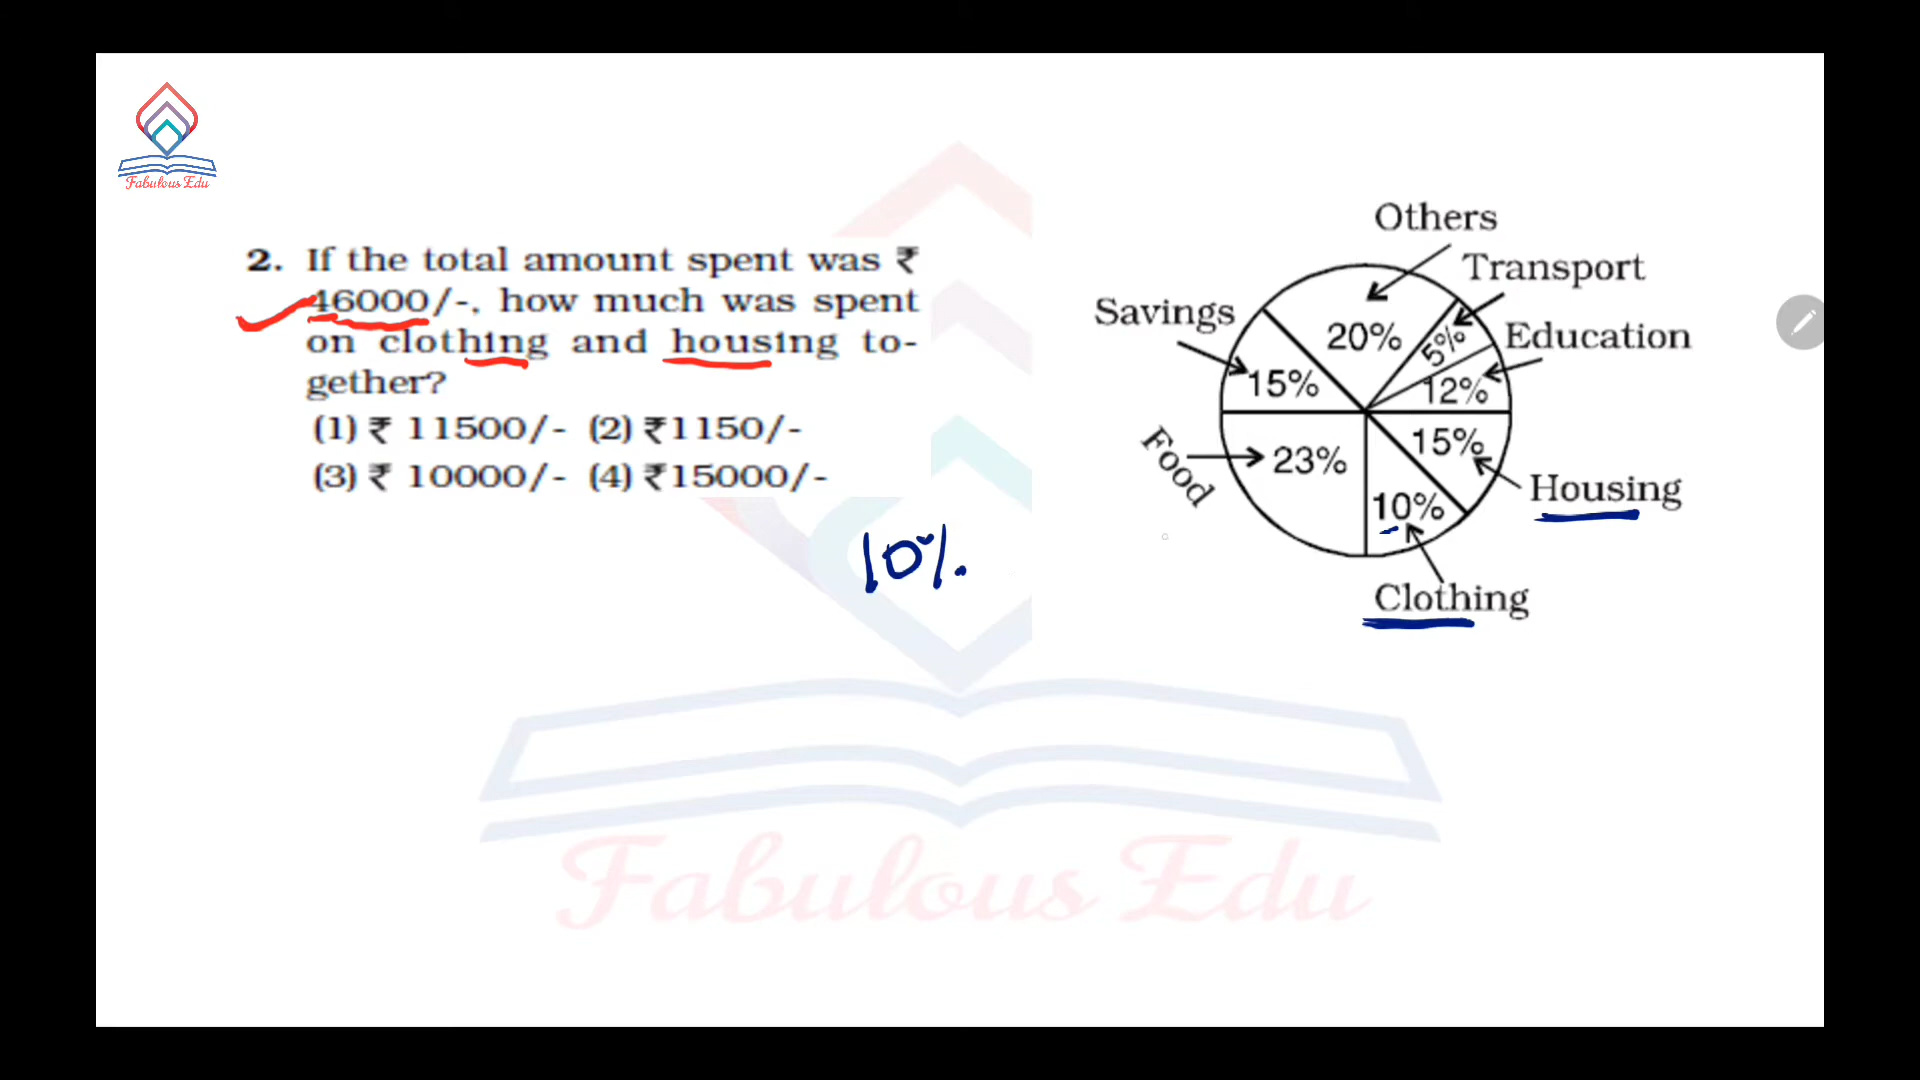 Fabulous Edu
2. If the total amount spent was ₹
46000/-, how much was spent
on clothing and housing to-
gether?
(1) ₹ 11500/- (2) ₹1150/-
(3) ₹ 10000/- (4) ₹15000/-
10%.
Others
Transport
Savings
20%
5%
Education
15%
12%
Food
23%
15%
Housing
10%
Clothing
Fabulous Edu